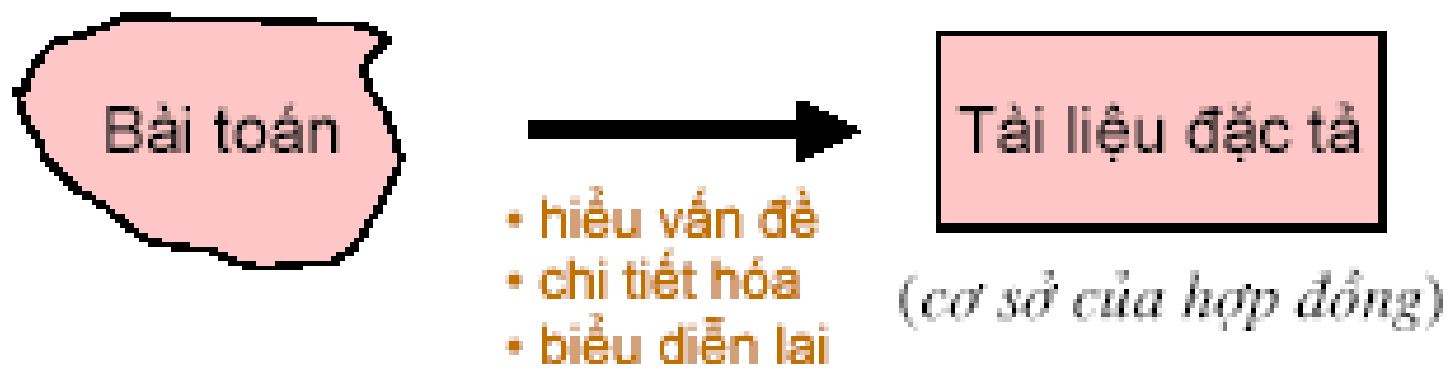 Bài toán
Tài liệu đặc tả
• hiểu vấn đề
• chi tiết hóa
• biểu diễn lại
(cơ sở của hợp đồng)